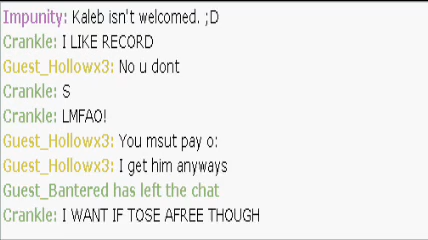 Impunity: Kaleb isn't welcomed. ;D
Crankle: I LIKE RECORD
Guest_Hollowx3: No u dont
Crankle: S
Crankle: LMFAO!
Guest_Hollowx3: You msut pay o:
Guest_Hollowx3: I get him anyways
Guest_Bantered has left the chat
Crankle: I WANT IF TOSE AFREE THOUGH